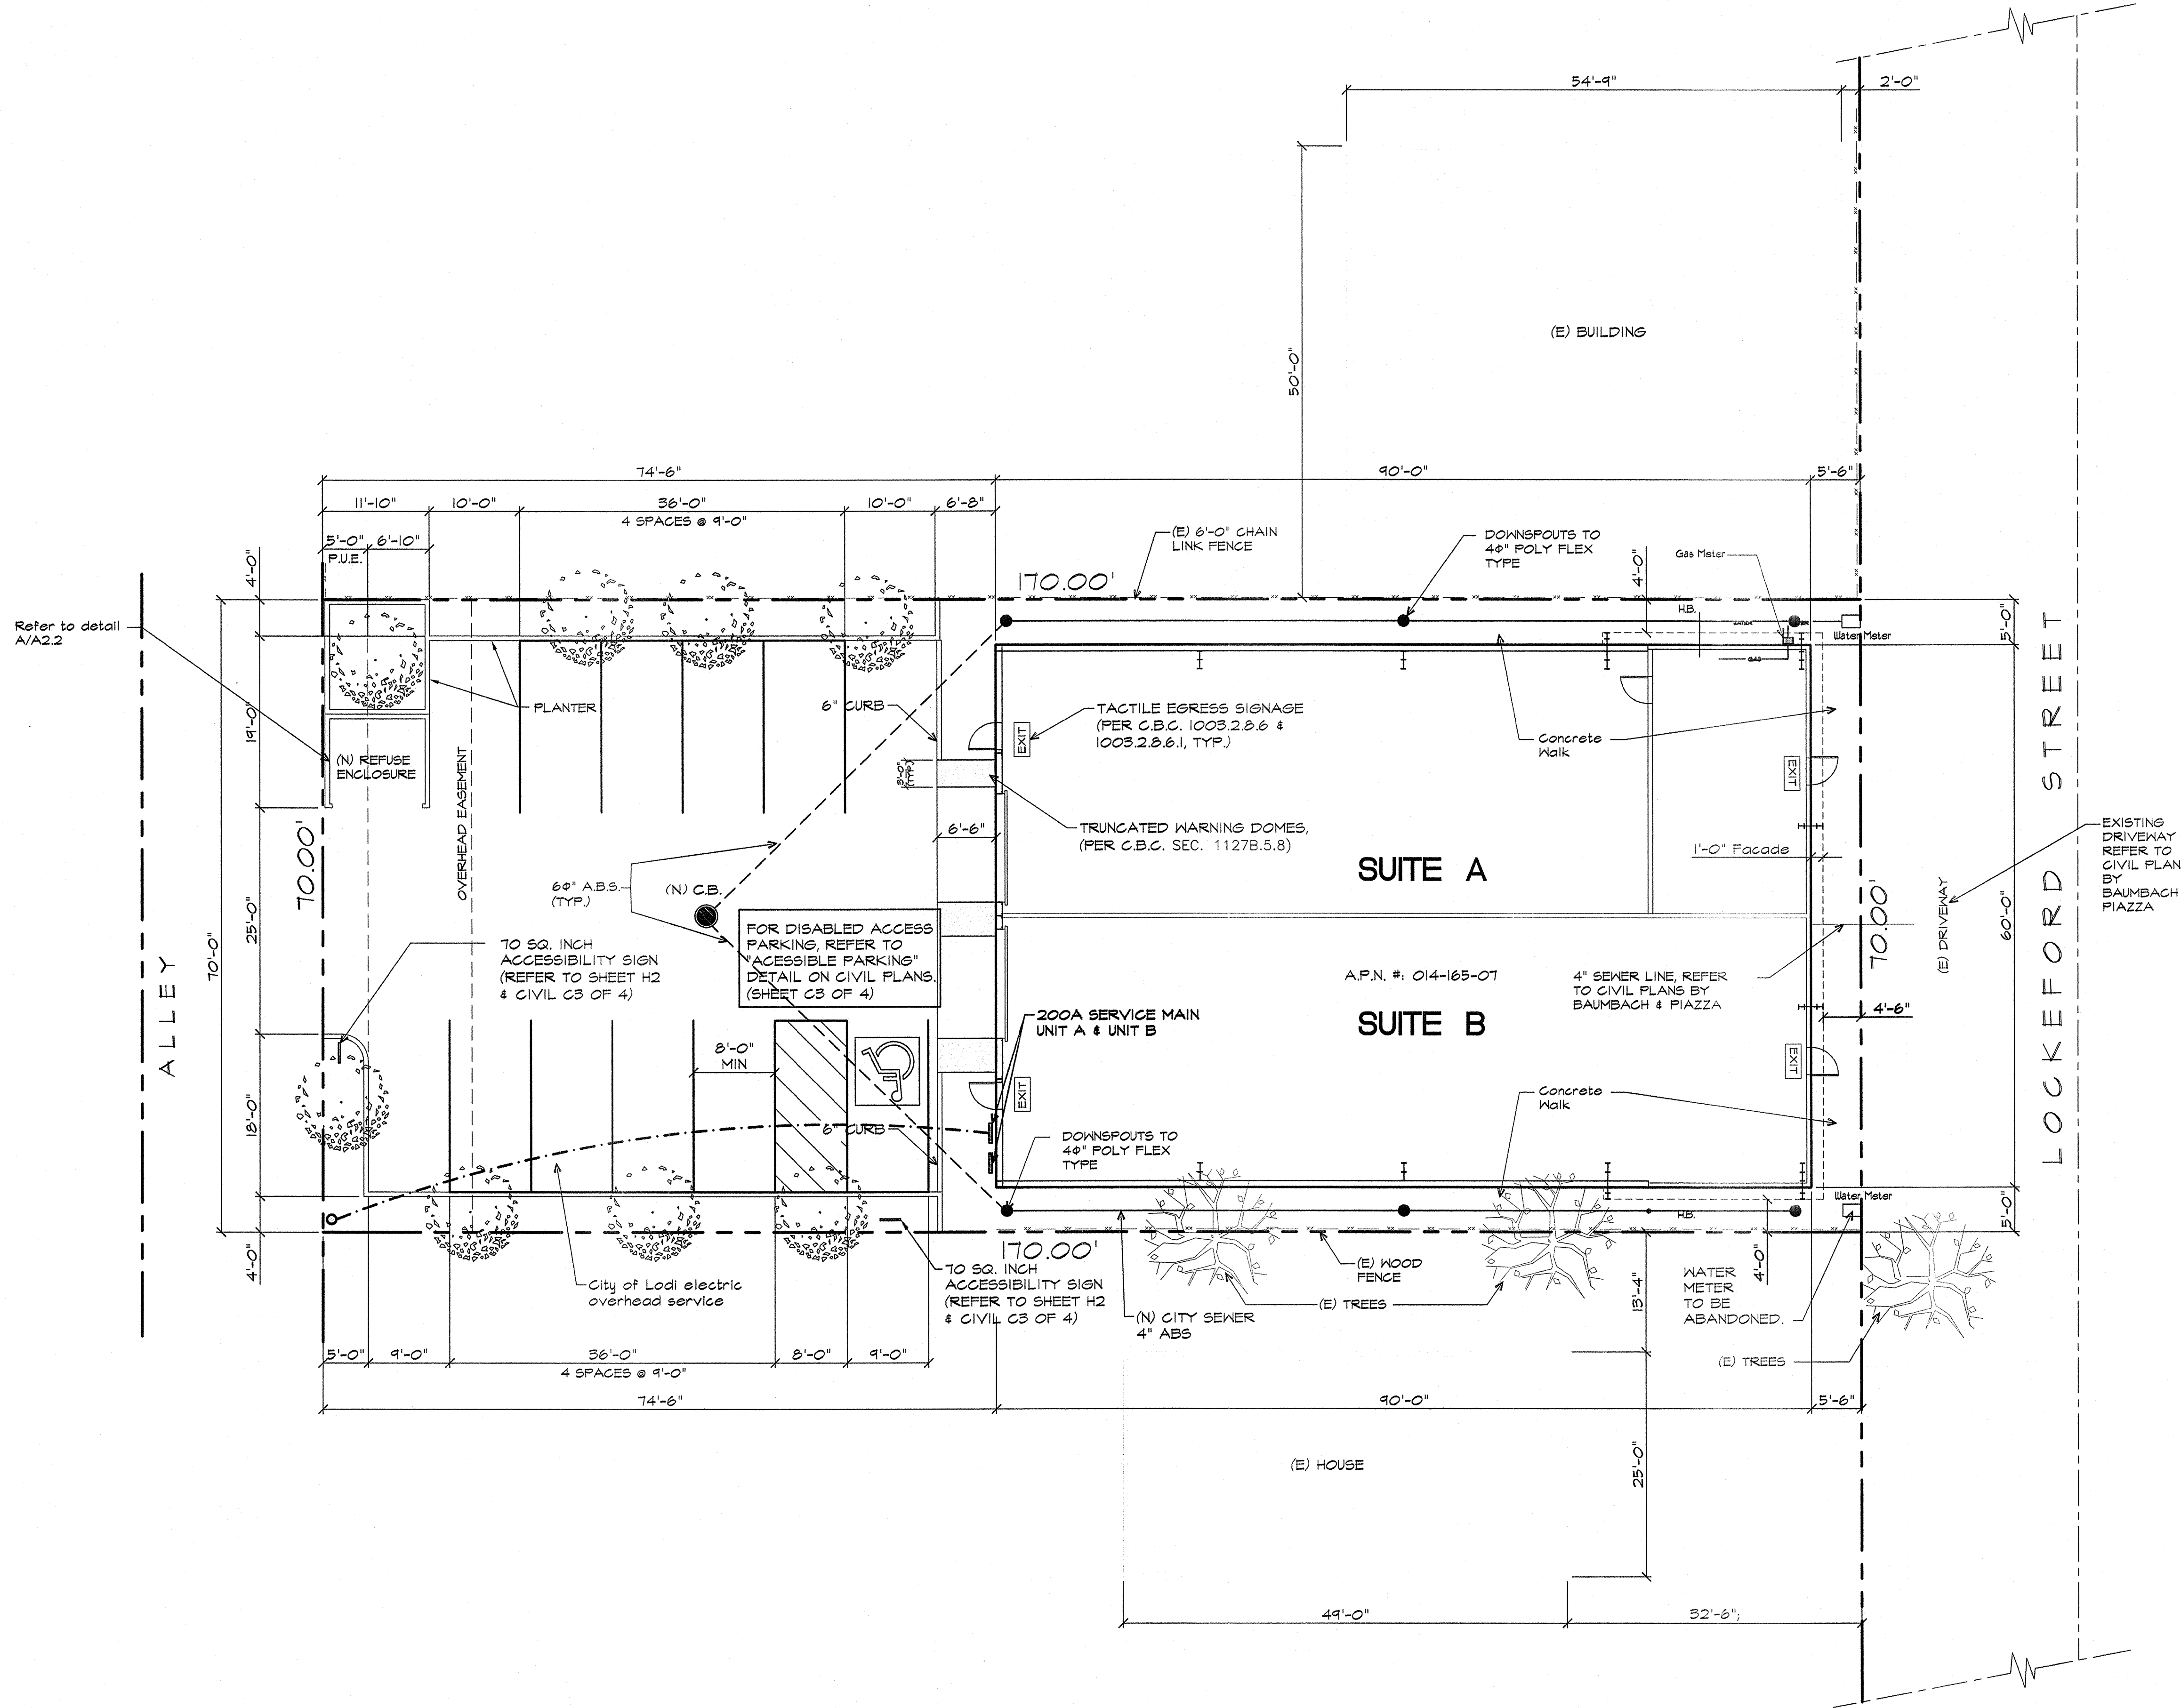 54'-9"
2'-0"
(E) BUILDING
50'-0"
74'-6"
90'-0"
5'-6"
11'-10"
10'-0"
36'-0"
10'-0"
6'-8"
4 SPACES @ 9'-0"
5'-0"
6'-10"
P.U.E.
4'-0"
(E) 6'-0" CHAIN
LINK FENCE
DOWNSPOUTS TO
4Φ" POLY FLEX
TYPE
4'-0"
Gas Meter
170.00'
H.B.
WATER
GAS
Water Meter
5'-0"
Refer to detail
A/A2.2
19'-0"
PLANTER
6" CURB
TACTILE EGRESS SIGNAGE
(PER C.B.C. 1003.2.8.6 &
1003.2.8.6.1, TYP.)
EXIT
Concrete
Walk
(N) REFUSE
ENCLOSURE
OVERHEAD EASEMENT
3'-0"
(TYP.)
EXIT
6'-6"
TRUNCATED WARNING DOMES,
(PER C.B.C. SEC. 1127B.5.8)
1'-0" Facade
SUITE A
EXISTING
DRIVEWAY
REFER TO
CIVIL PLAN
BY
BAUMBACH
PIAZZA
70.00'
6Φ" A.B.S.
(TYP.)
(N) C.B.
25'-0"
70'-0"
ALLEY
FOR DISABLED ACCESS
PARKING, REFER TO
"ACESSIBLE PARKING"
DETAIL ON CIVIL PLANS.
(SHEET C3 OF 4)
70 SQ. INCH
ACCESSIBILITY SIGN
(REFER TO SHEET H2
& CIVIL C3 OF 4)
A.P.N. #: 014-165-07
4" SEWER LINE, REFER
TO CIVIL PLANS BY
BAUMBACH & PIAZZA
70.00'
(E) DRIVEWAY
60'-0"
LOCKEFORD STREET
4'-6"
200A SERVICE MAIN
UNIT A & UNIT B
SUITE B
8'-0"
MIN
EXIT
EXIT
18'-0"
6" CURB
Concrete
Walk
DOWNSPOUTS TO
4Φ" POLY FLEX
TYPE
H.B.
Water Meter
5'-0"
4'-0"
170.00'
City of Lodi electric
overhead service
70 SQ. INCH
ACCESSIBILITY SIGN
(REFER TO SHEET H2
& CIVIL C3 OF 4)
(N) CITY SEWER
4" ABS
(E) WOOD
FENCE
(E) TREES
13'-4"
4'-0"
WATER
METER
TO BE
ABANDONED.
(E) TREES
5'-0"
9'-0"
36'-0"
8'-0"
9'-0"
4 SPACES @ 9'-0"
74'-6"
90'-0"
5'-6"
(E) HOUSE
25'-0"
49'-0"
32'-6";